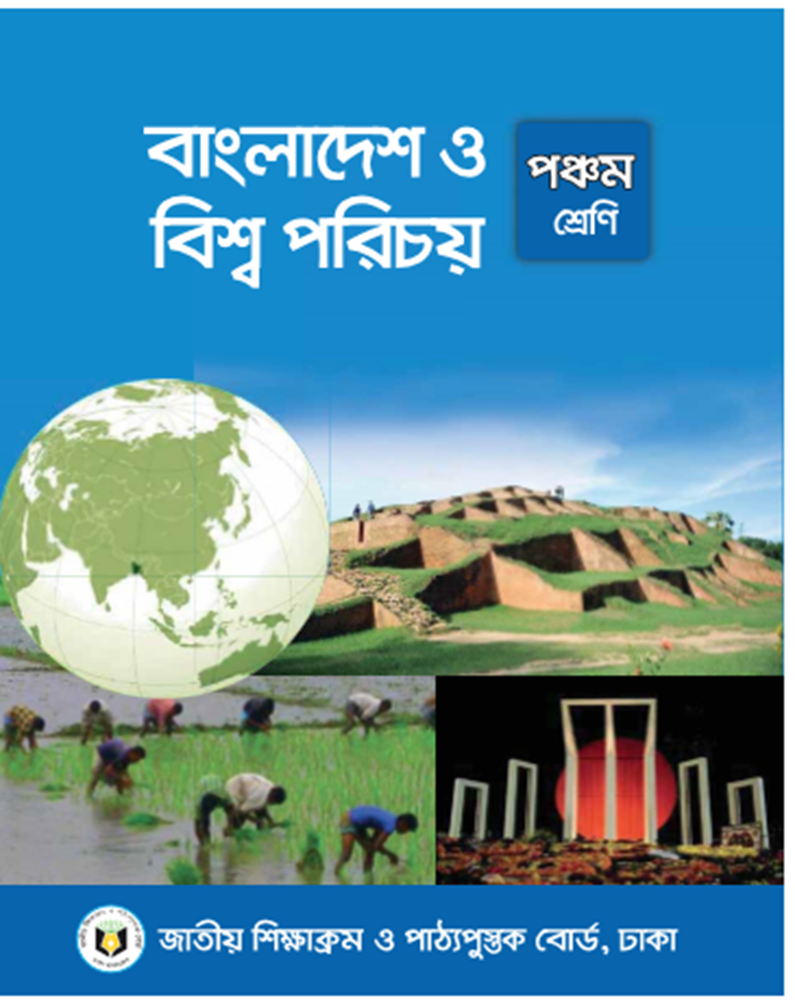 বাংলাদেশ ও
বিশ্ব পরিচয়
পঞ্চম
শ্রেণি
জাতীয় শিক্ষাক্রম ও পাঠ্যপুস্তক বোর্ড, ঢাকা